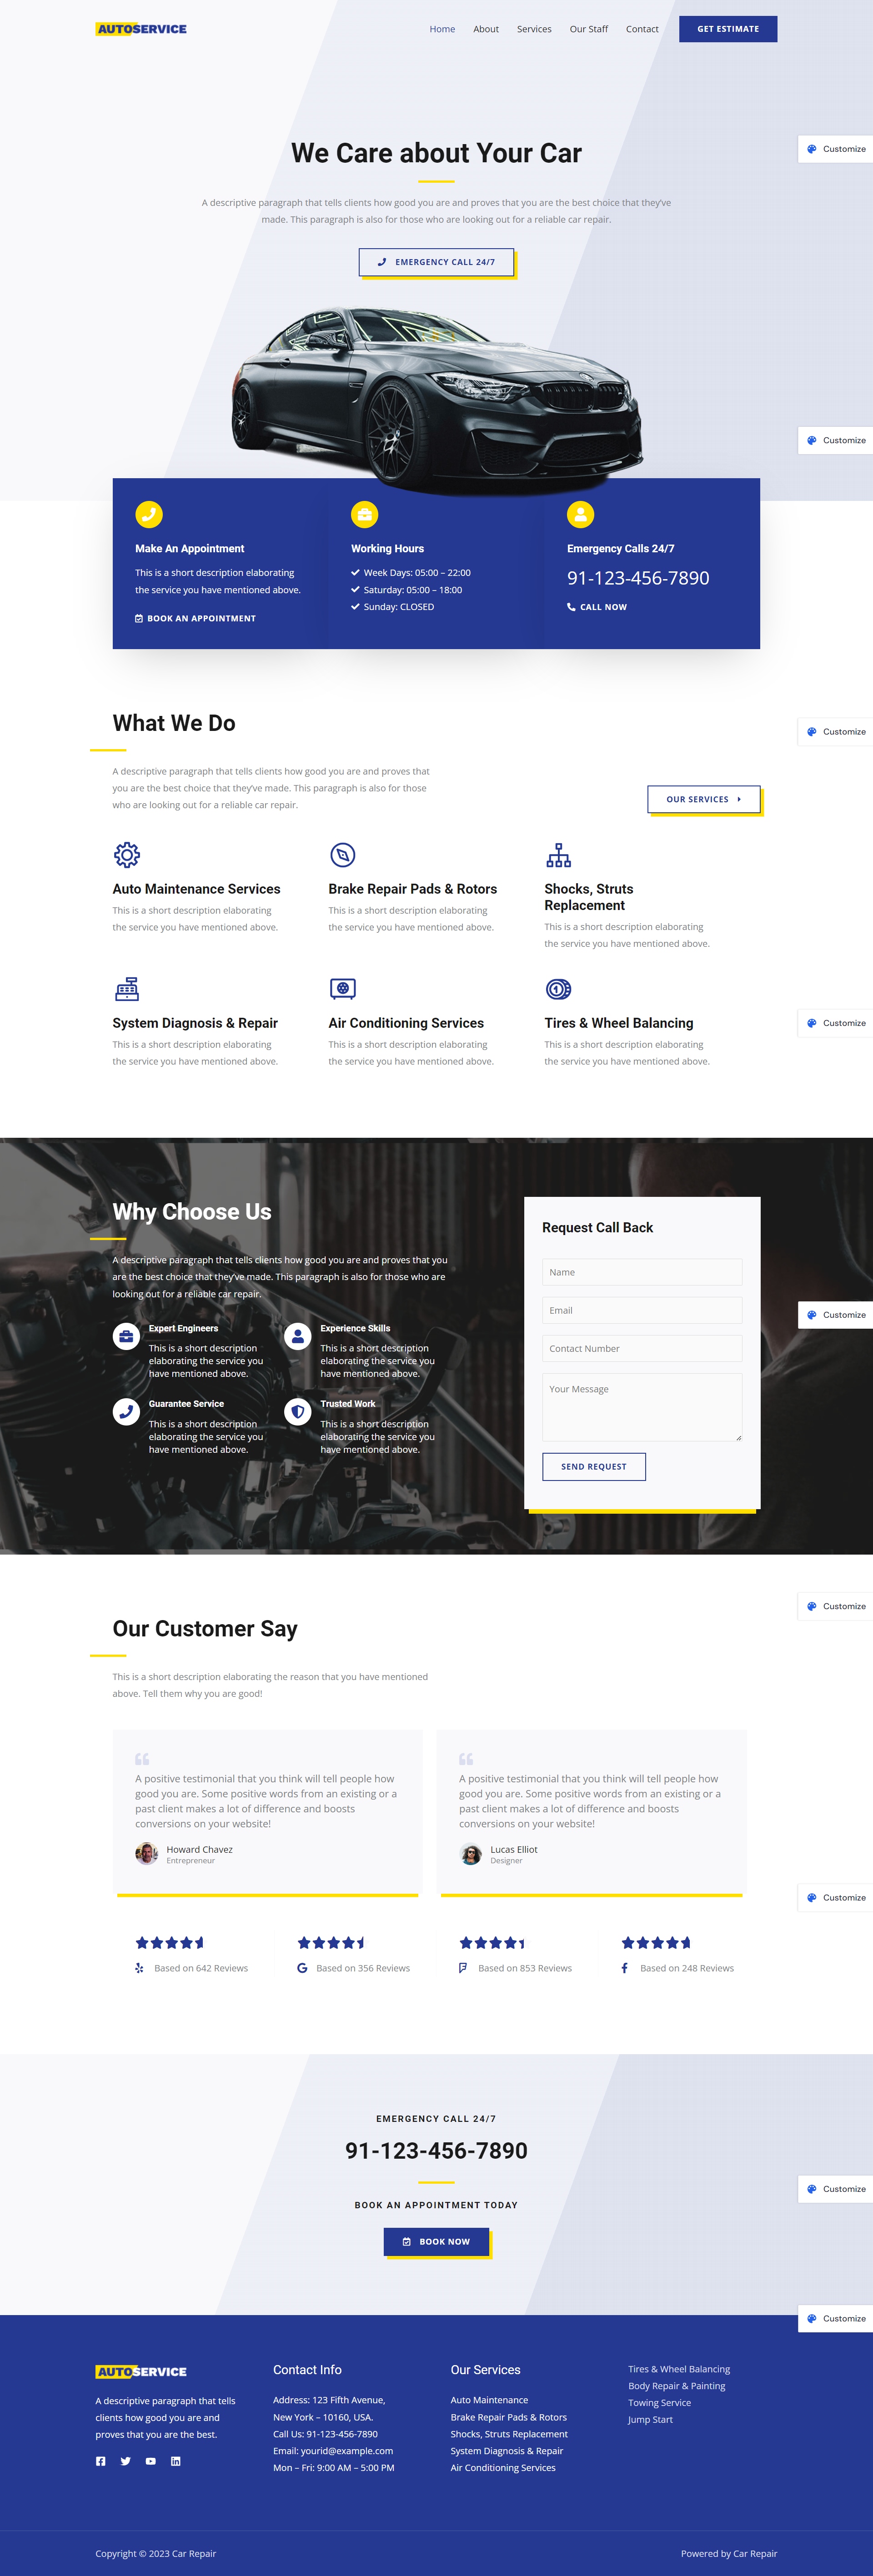 AUTOSERVICE
Home
About
Services
Our Staff
Contact
GET ESTIMATE
Customize
We Care about Your Car
A descriptive paragraph that tells clients how good you are and proves that you are the best choice that they've
made. This paragraph is also for those who are looking out for a reliable car repair.
EMERGENCY CALL 24/7
Customize
Make An Appointment
This is a short description elaborating
the service you have mentioned above.
BOOK AN APPOINTMENT
Working Hours
Week Days: 05:00 – 22:00
Saturday: 05:00 – 18:00
Sunday: CLOSED
Emergency Calls 24/7
91-123-456-7890
CALL NOW
What We Do
Customize
A descriptive paragraph that tells clients how good you are and proves that
you are the best choice that they've made. This paragraph is also for those
who are looking out for a reliable car repair.
OUR SERVICES
Auto Maintenance Services
This is a short description elaborating
the service you have mentioned above.
Brake Repair Pads & Rotors
This is a short description elaborating
the service you have mentioned above.
Shocks, Struts
Replacement
This is a short description elaborating
the service you have mentioned above.
System Diagnosis & Repair
This is a short description elaborating
the service you have mentioned above.
Air Conditioning Services
This is a short description elaborating
the service you have mentioned above.
Tires & Wheel Balancing
This is a short description elaborating
the service you have mentioned above.
Customize
Why Choose Us
A descriptive paragraph that tells clients how good you are and proves that you
are the best choice that they've made. This paragraph is also for those who are
looking out for a reliable car repair.
Expert Engineers
This is a short description
elaborating the service you
have mentioned above.
Experience Skills
This is a short description
elaborating the service you
have mentioned above.
Guarantee Service
This is a short description
elaborating the service you
have mentioned above.
Trusted Work
This is a short description
elaborating the service you
have mentioned above.
Request Call Back
Name
Email
Contact Number
Your Message
SEND REQUEST
Customize
Our Customer Say
Customize
This is a short description elaborating the reason that you have mentioned
above. Tell them why you are good!
A positive testimonial that you think will tell people how
good you are. Some positive words from an existing or a
past client makes a lot of difference and boosts
conversions on your website!
Howard Chavez
Entrepreneur
A positive testimonial that you think will tell people how
good you are. Some positive words from an existing or a
past client makes a lot of difference and boosts
conversions on your website!
Lucas Elliot
Designer
Customize
Based on 642 Reviews
Based on 356 Reviews
Based on 853 Reviews
Based on 248 Reviews
EMERGENCY CALL 24/7
91-123-456-7890
BOOK AN APPOINTMENT TODAY
BOOK NOW
Customize
Customize
AUTOSERVICE
A descriptive paragraph that tells
clients how good you are and
proves that you are the best.
Contact Info
Address: 123 Fifth Avenue,
New York – 10160, USA.
Call Us: 91-123-456-7890
Email: yourid@example.com
Mon – Fri: 9:00 AM – 5:00 PM
Our Services
Auto Maintenance
Brake Repair Pads & Rotors
Shocks, Struts Replacement
System Diagnosis & Repair
Air Conditioning Services
Tires & Wheel Balancing
Body Repair & Painting
Towing Service
Jump Start
Copyright © 2023 Car Repair
Powered by Car Repair